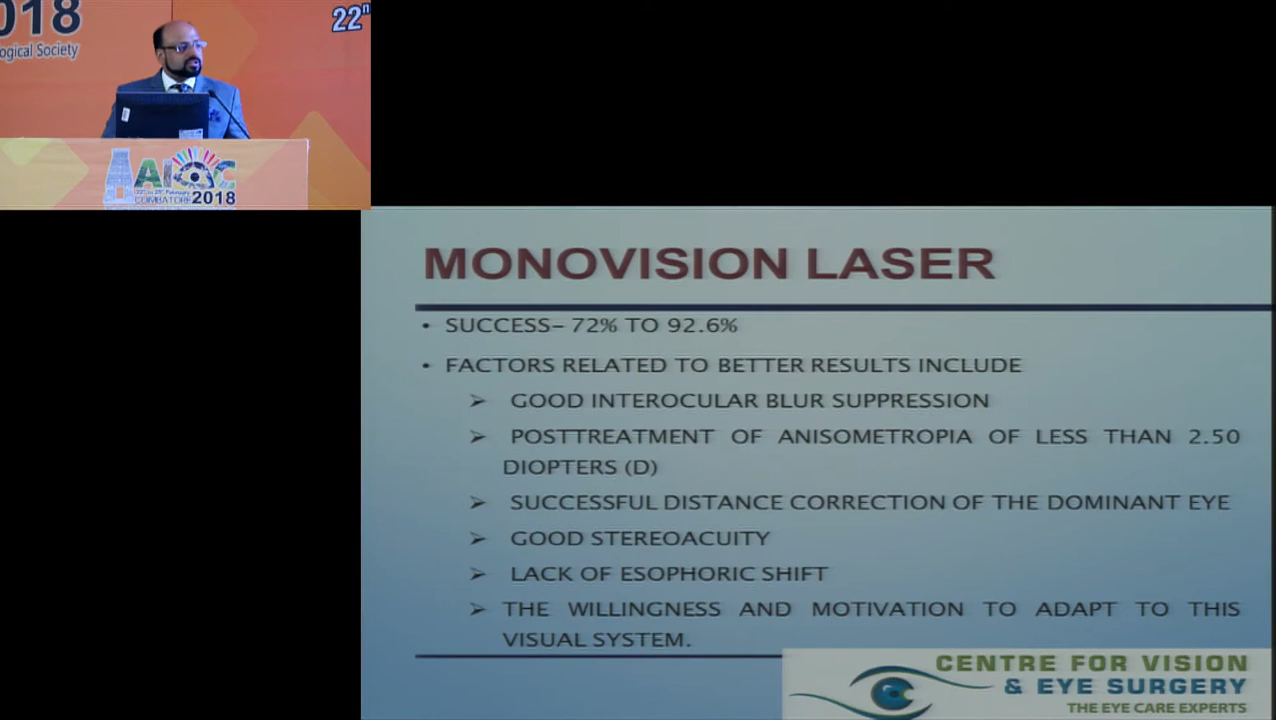 2018
ogical Society
22ⁿ
AIOC
COIMBATORE 2018
MONOVISION LASER
• SUCCESS– 72% TO 92.6%
• FACTORS RELATED TO BETTER RESULTS INCLUDE
➢ GOOD INTEROCULAR BLUR SUPPRESSION
➢ POSTTREATMENT OF ANISOMETROPIA OF LESS THAN 2.50
DIOPTERS (D)
➢ SUCCESSFUL DISTANCE CORRECTION OF THE DOMINANT EYE
➢ GOOD STEREOACUITY
➢ LACK OF ESOPHORIC SHIFT
➢ THE WILLINGNESS AND MOTIVATION TO ADAPT TO THIS
VISUAL SYSTEM.
CENTRE FOR VISION
& EYE SURGERY
THE EYE CARE EXPERTS